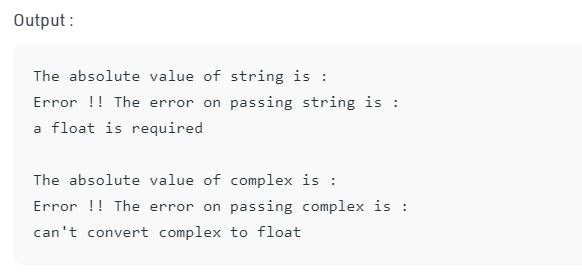 Output :
The absolute value of string is :
Error !! The error on passing string is :
a float is required
The absolute value of complex is :
Error !! The error on passing complex is :
can't convert complex to float